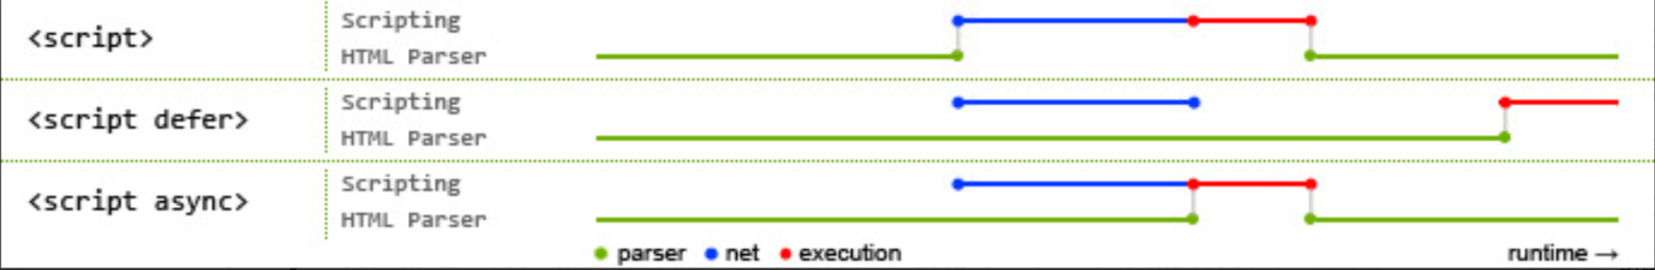 <script>
Scripting
HTML Parser
<script defer>
Scripting
HTML Parser
<script async>
Scripting
HTML Parser
parser net execution
runtime →